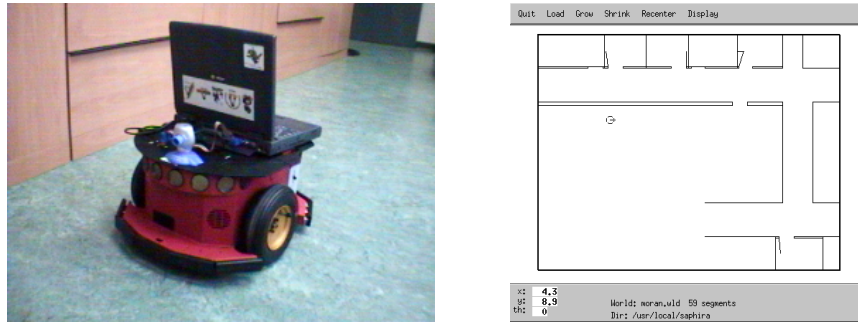 Quit Load Grow Shrink Recenter Display
x: 4.3
y: 8.9
th: 0
World: moran.wld 59 segments
Dir: /usr/local/saphira